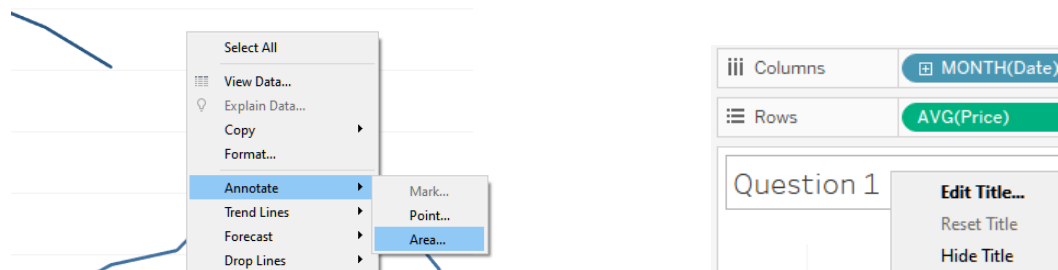 Select All
View Data...
Explain Data...
Copy
Format...
Annotate
Trend Lines
Forecast
Drop Lines
Mark...
Point...
Area...
Columns
MONTH(Date)
Rows
AVG(Price)
Question 1
Edit Title...
Reset Title
Hide Title